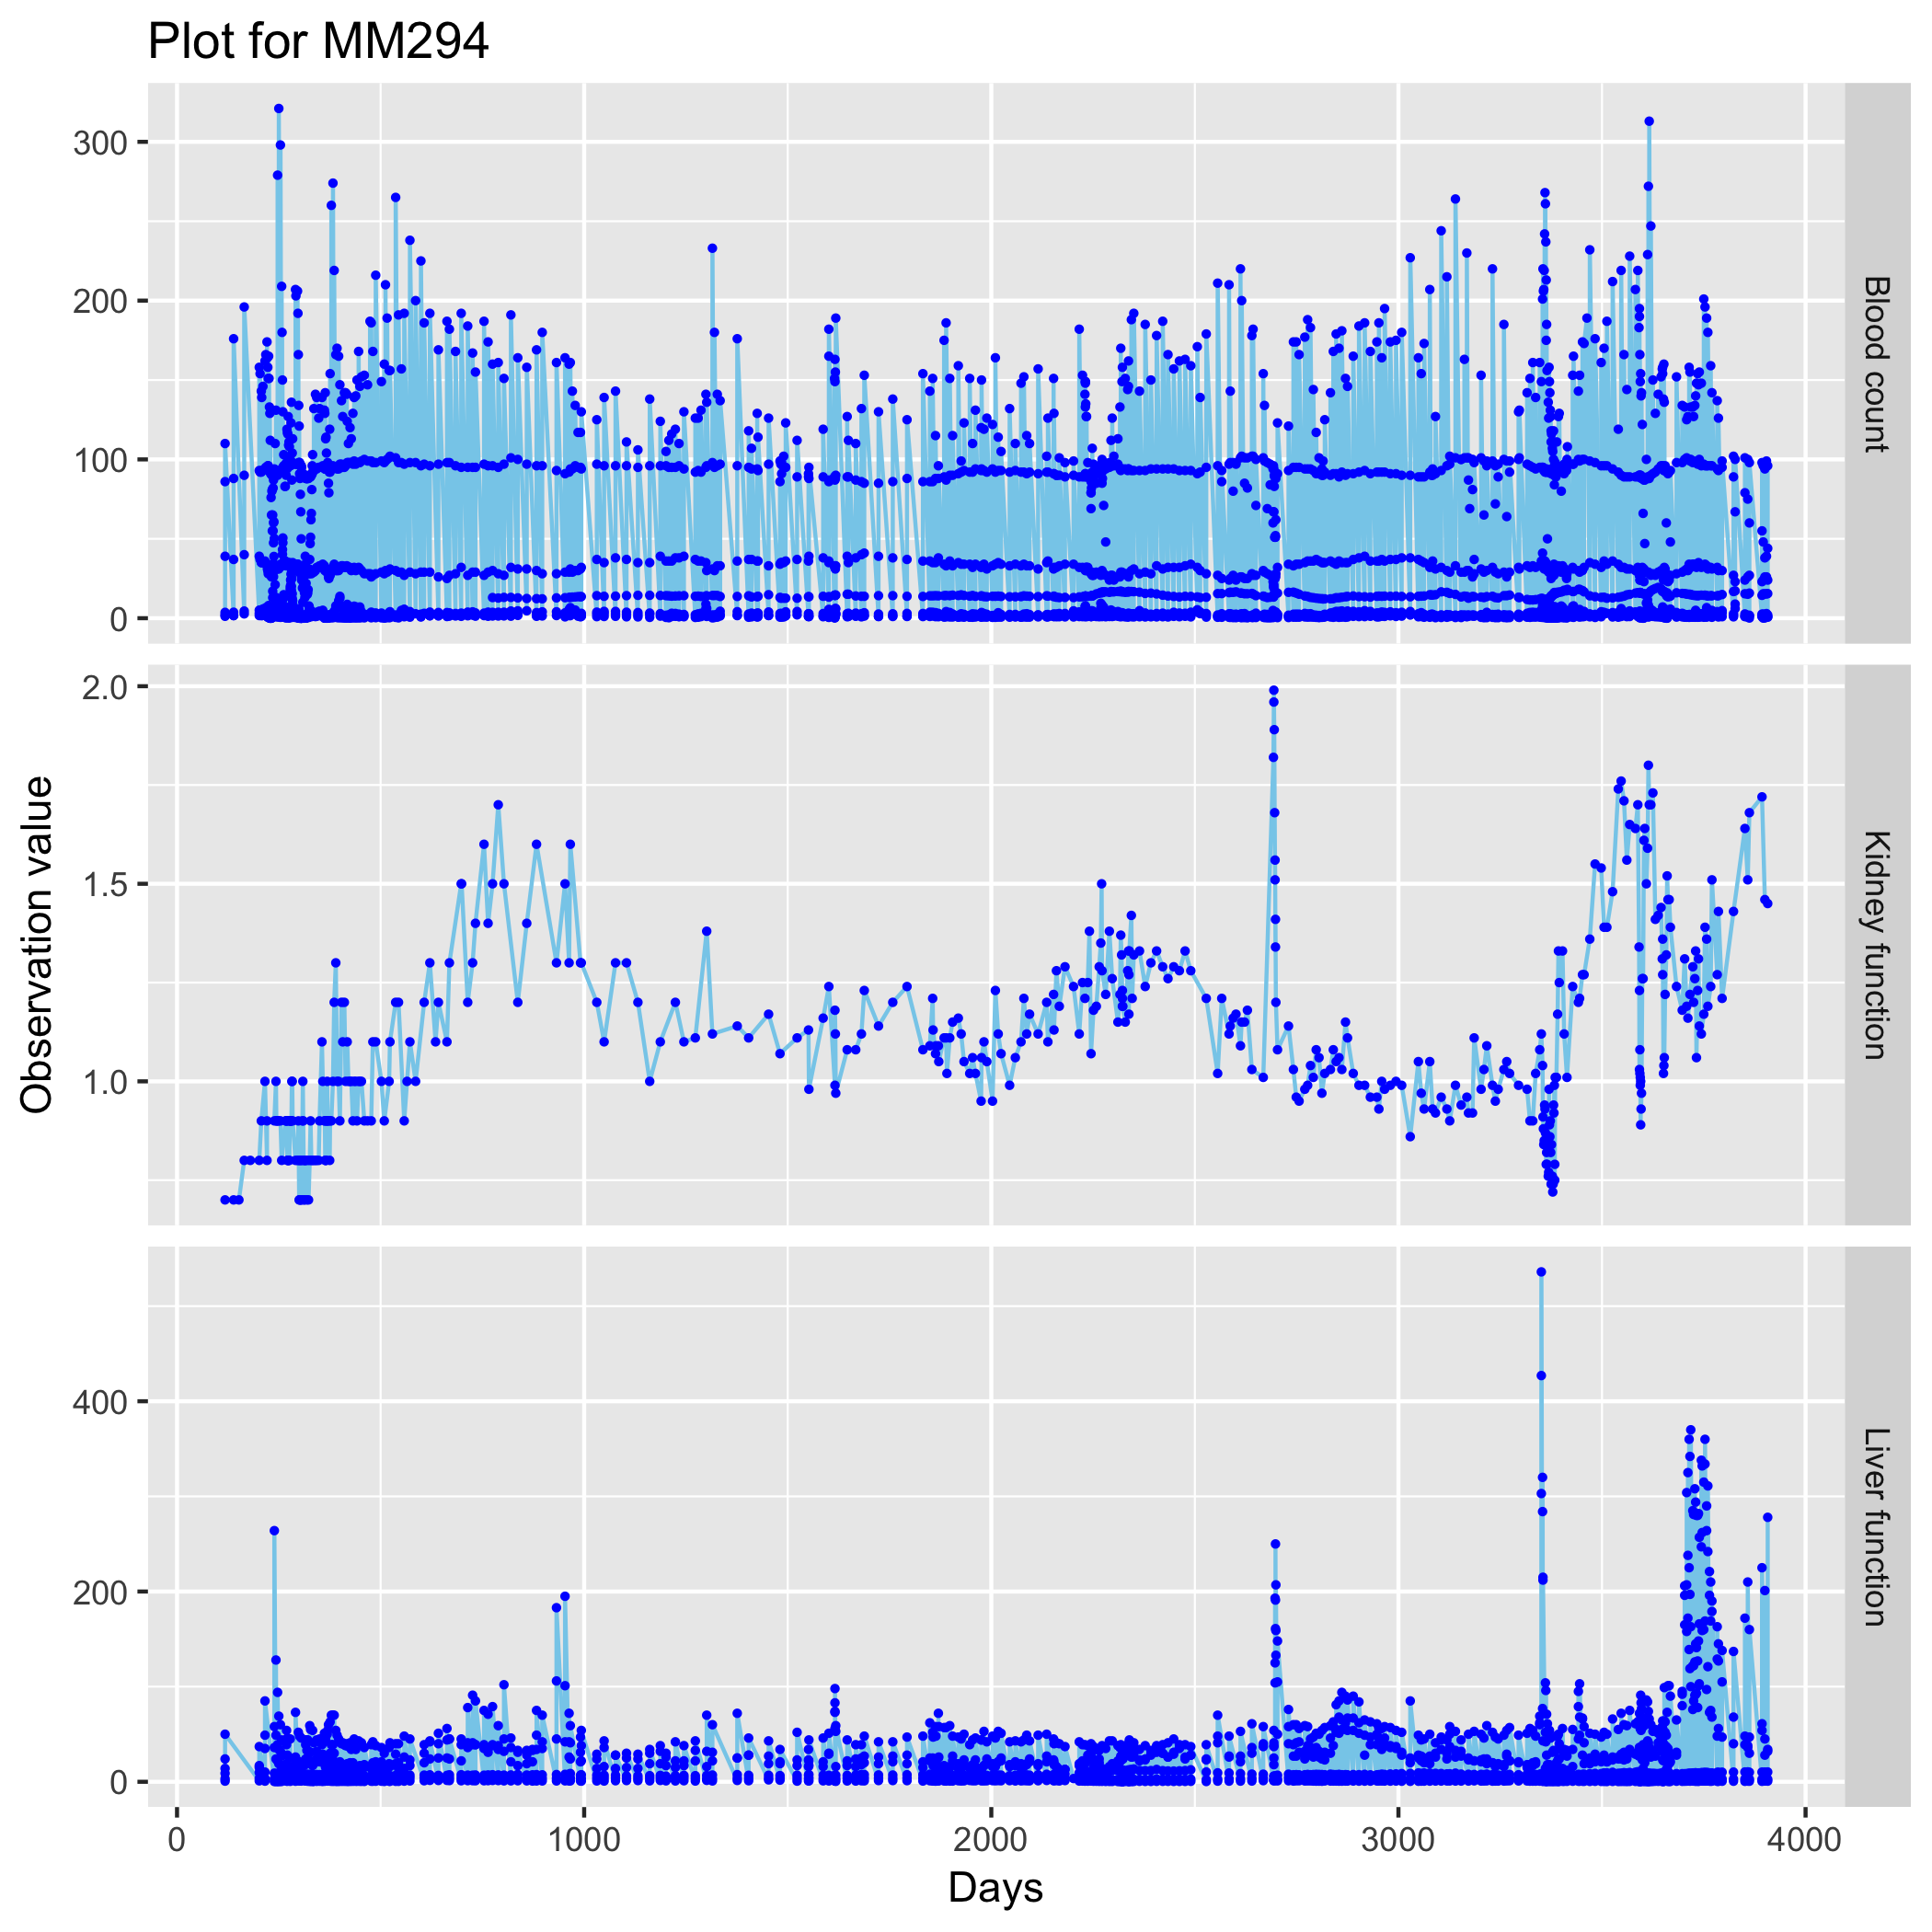 Plot for MM294
300
200
100
0
Blood count
2.0
1.5
1.0
Kidney function
Observation value
400
200
0
Liver function
0 1000 2000 3000 4000
Days